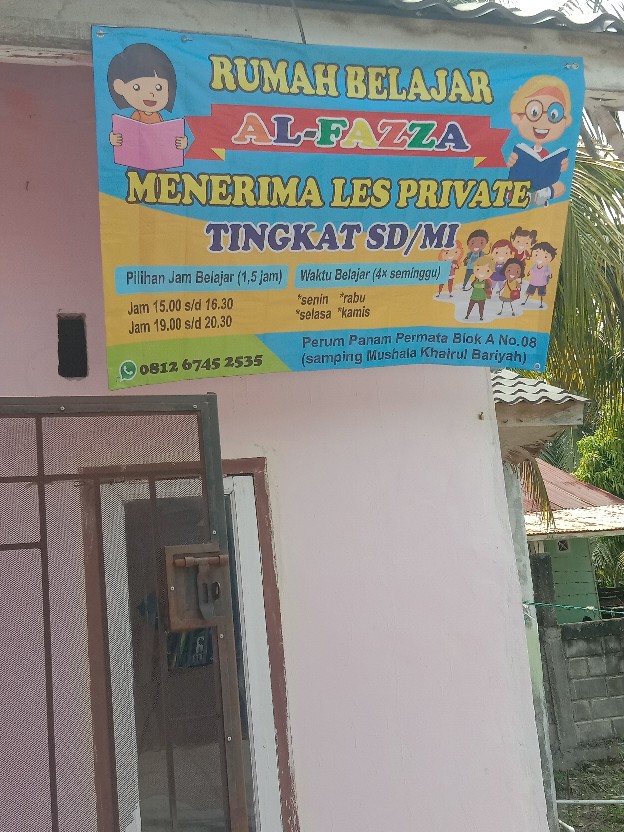 RUMAH BELAJAR
AL-FAZZA
MENERIMA LES PRIVATE
TINGKAT SD/MI
Pilihan Jam Belajar (1,5 jam)
Jam 15.00 s/d 16.30
Jam 19.00 s/d 20.30
Waktu Belajar (4x seminggu)
*senin *rabu
*selasa *kamis
0812 6745 2535
Perum Panam Permata Blok A No.08
(samping Mushala Khairul Bariyah)